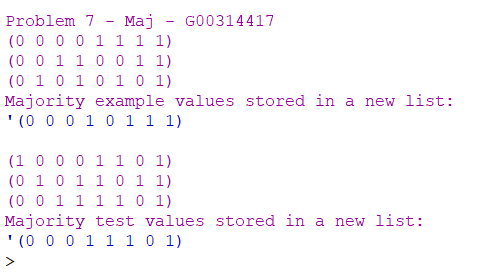 Problem 7 - Maj - G00314417
(0 0 0 0 1 1 1 1)
(0 0 1 1 0 0 1 1)
(0 1 0 1 0 1 0 1)
Majority example values stored in a new list:
'(0 0 0 1 0 1 1 1)
(1 0 0 0 1 1 0 1)
(0 1 0 1 1 0 1 1)
(0 0 1 1 1 1 0 1)
Majority test values stored in a new list:
'(0 0 0 1 1 1 0 1)
>